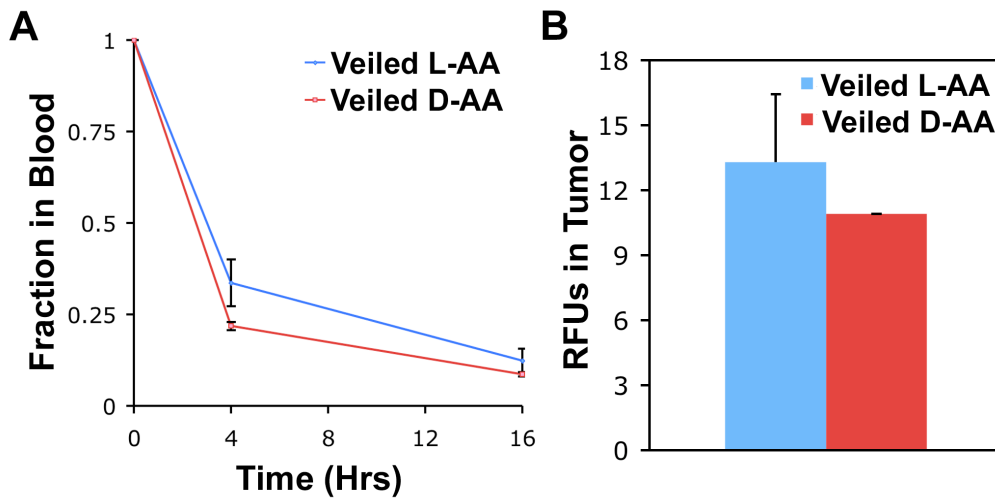 A
Fraction in Blood
1
0.75
0.5
0.25
0
0 4 8 12 16
Time (Hrs)
Veiled L-AA
Veiled D-AA
B
RFUs in Tumor
18
15
12
9
6
3
0
Veiled L-AA
Veiled D-AA